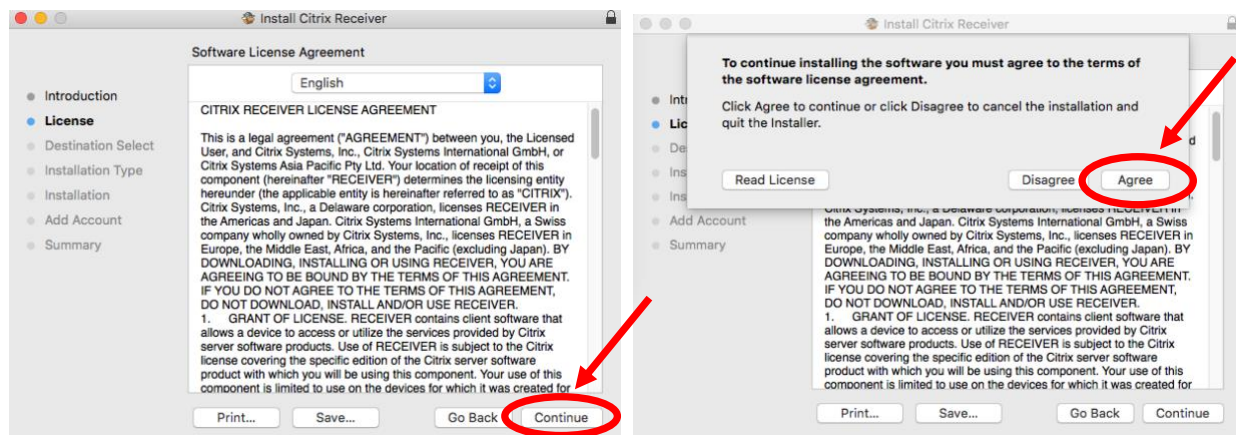 Install Citrix Receiver
Software License Agreement
English
Introduction
License
Destination Select
Installation Type
Installation
Add Account
Summary
CITRIX RECEIVER LICENSE AGREEMENT
This is a legal agreement ("AGREEMENT") between you, the Licensed
User, and Citrix Systems, Inc., Citrix Systems International GmbH, or
Citrix Systems Asia Pacific Pty Ltd. Your location of receipt of this
component (hereinafter "RECEIVER") determines the licensing entity
hereunder (the applicable entity is hereinafter referred to as "CITRIX").
Citrix Systems, Inc., a Delaware corporation, licenses RECEIVER in
the Americas and Japan. Citrix Systems International GmbH, a Swiss
company wholly owned by Citrix Systems, Inc., licenses RECEIVER in
Europe, the Middle East, Africa, and the Pacific (excluding Japan). BY
DOWNLOADING, INSTALLING OR USING RECEIVER, YOU ARE
AGREEING TO BE BOUND BY THE TERMS OF THIS AGREEMENT.
IF YOU DO NOT AGREE TO THE TERMS OF THIS AGREEMENT,
DO NOT DOWNLOAD, INSTALL AND/OR USE RECEIVER.
1. GRANT OF LICENSE. RECEIVER contains client software that
allows a device to access or utilize the services provided by Citrix
server software products. Use of RECEIVER is subject to the Citrix
license covering the specific edition of the Citrix server software
product with which you will be using this component. Your use of this
component is limited to use on the devices for which it was created for
Print... Save... Go Back Continue
Install Citrix Receiver
To continue installing the software you must agree to the terms of
the software license agreement.
Click Agree to continue or click Disagree to cancel the installation and
quit the Installer.
Read License Disagree Agree
Intr
Lic
De
Ins
Ins
Add Account
Summary
d
Citrix Systems, Inc., a Delaware corporation, licenses RECEIVER in
the Americas and Japan. Citrix Systems International GmbH, a Swiss
company wholly owned by Citrix Systems, Inc., licenses RECEIVER in
Europe, the Middle East, Africa, and the Pacific (excluding Japan). BY
DOWNLOADING, INSTALLING OR USING RECEIVER, YOU ARE
AGREEING TO BE BOUND BY THE TERMS OF THIS AGREEMENT.
IF YOU DO NOT AGREE TO THE TERMS OF THIS AGREEMENT,
DO NOT DOWNLOAD, INSTALL AND/OR USE RECEIVER.
1. GRANT OF LICENSE. RECEIVER contains client software that
allows a device to access or utilize the services provided by Citrix
server software products. Use of RECEIVER is subject to the Citrix
license covering the specific edition of the Citrix server software
product with which you will be using this component. Your use of this
component is limited to use on the devices for which it was created for
Print... Save... Go Back Continue